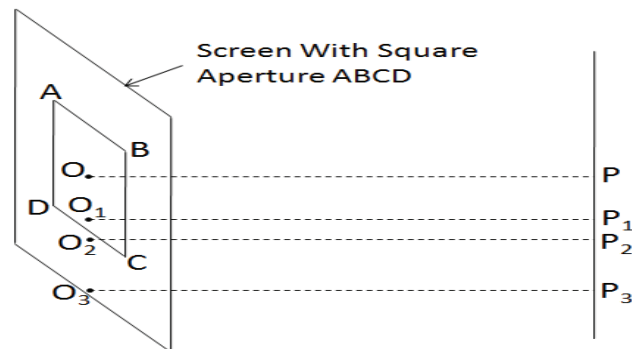 Screen With Square
Aperture ABCD
A
B
O
P
D
O₁
P₁
O₂
P₂
C
O₃
P₃